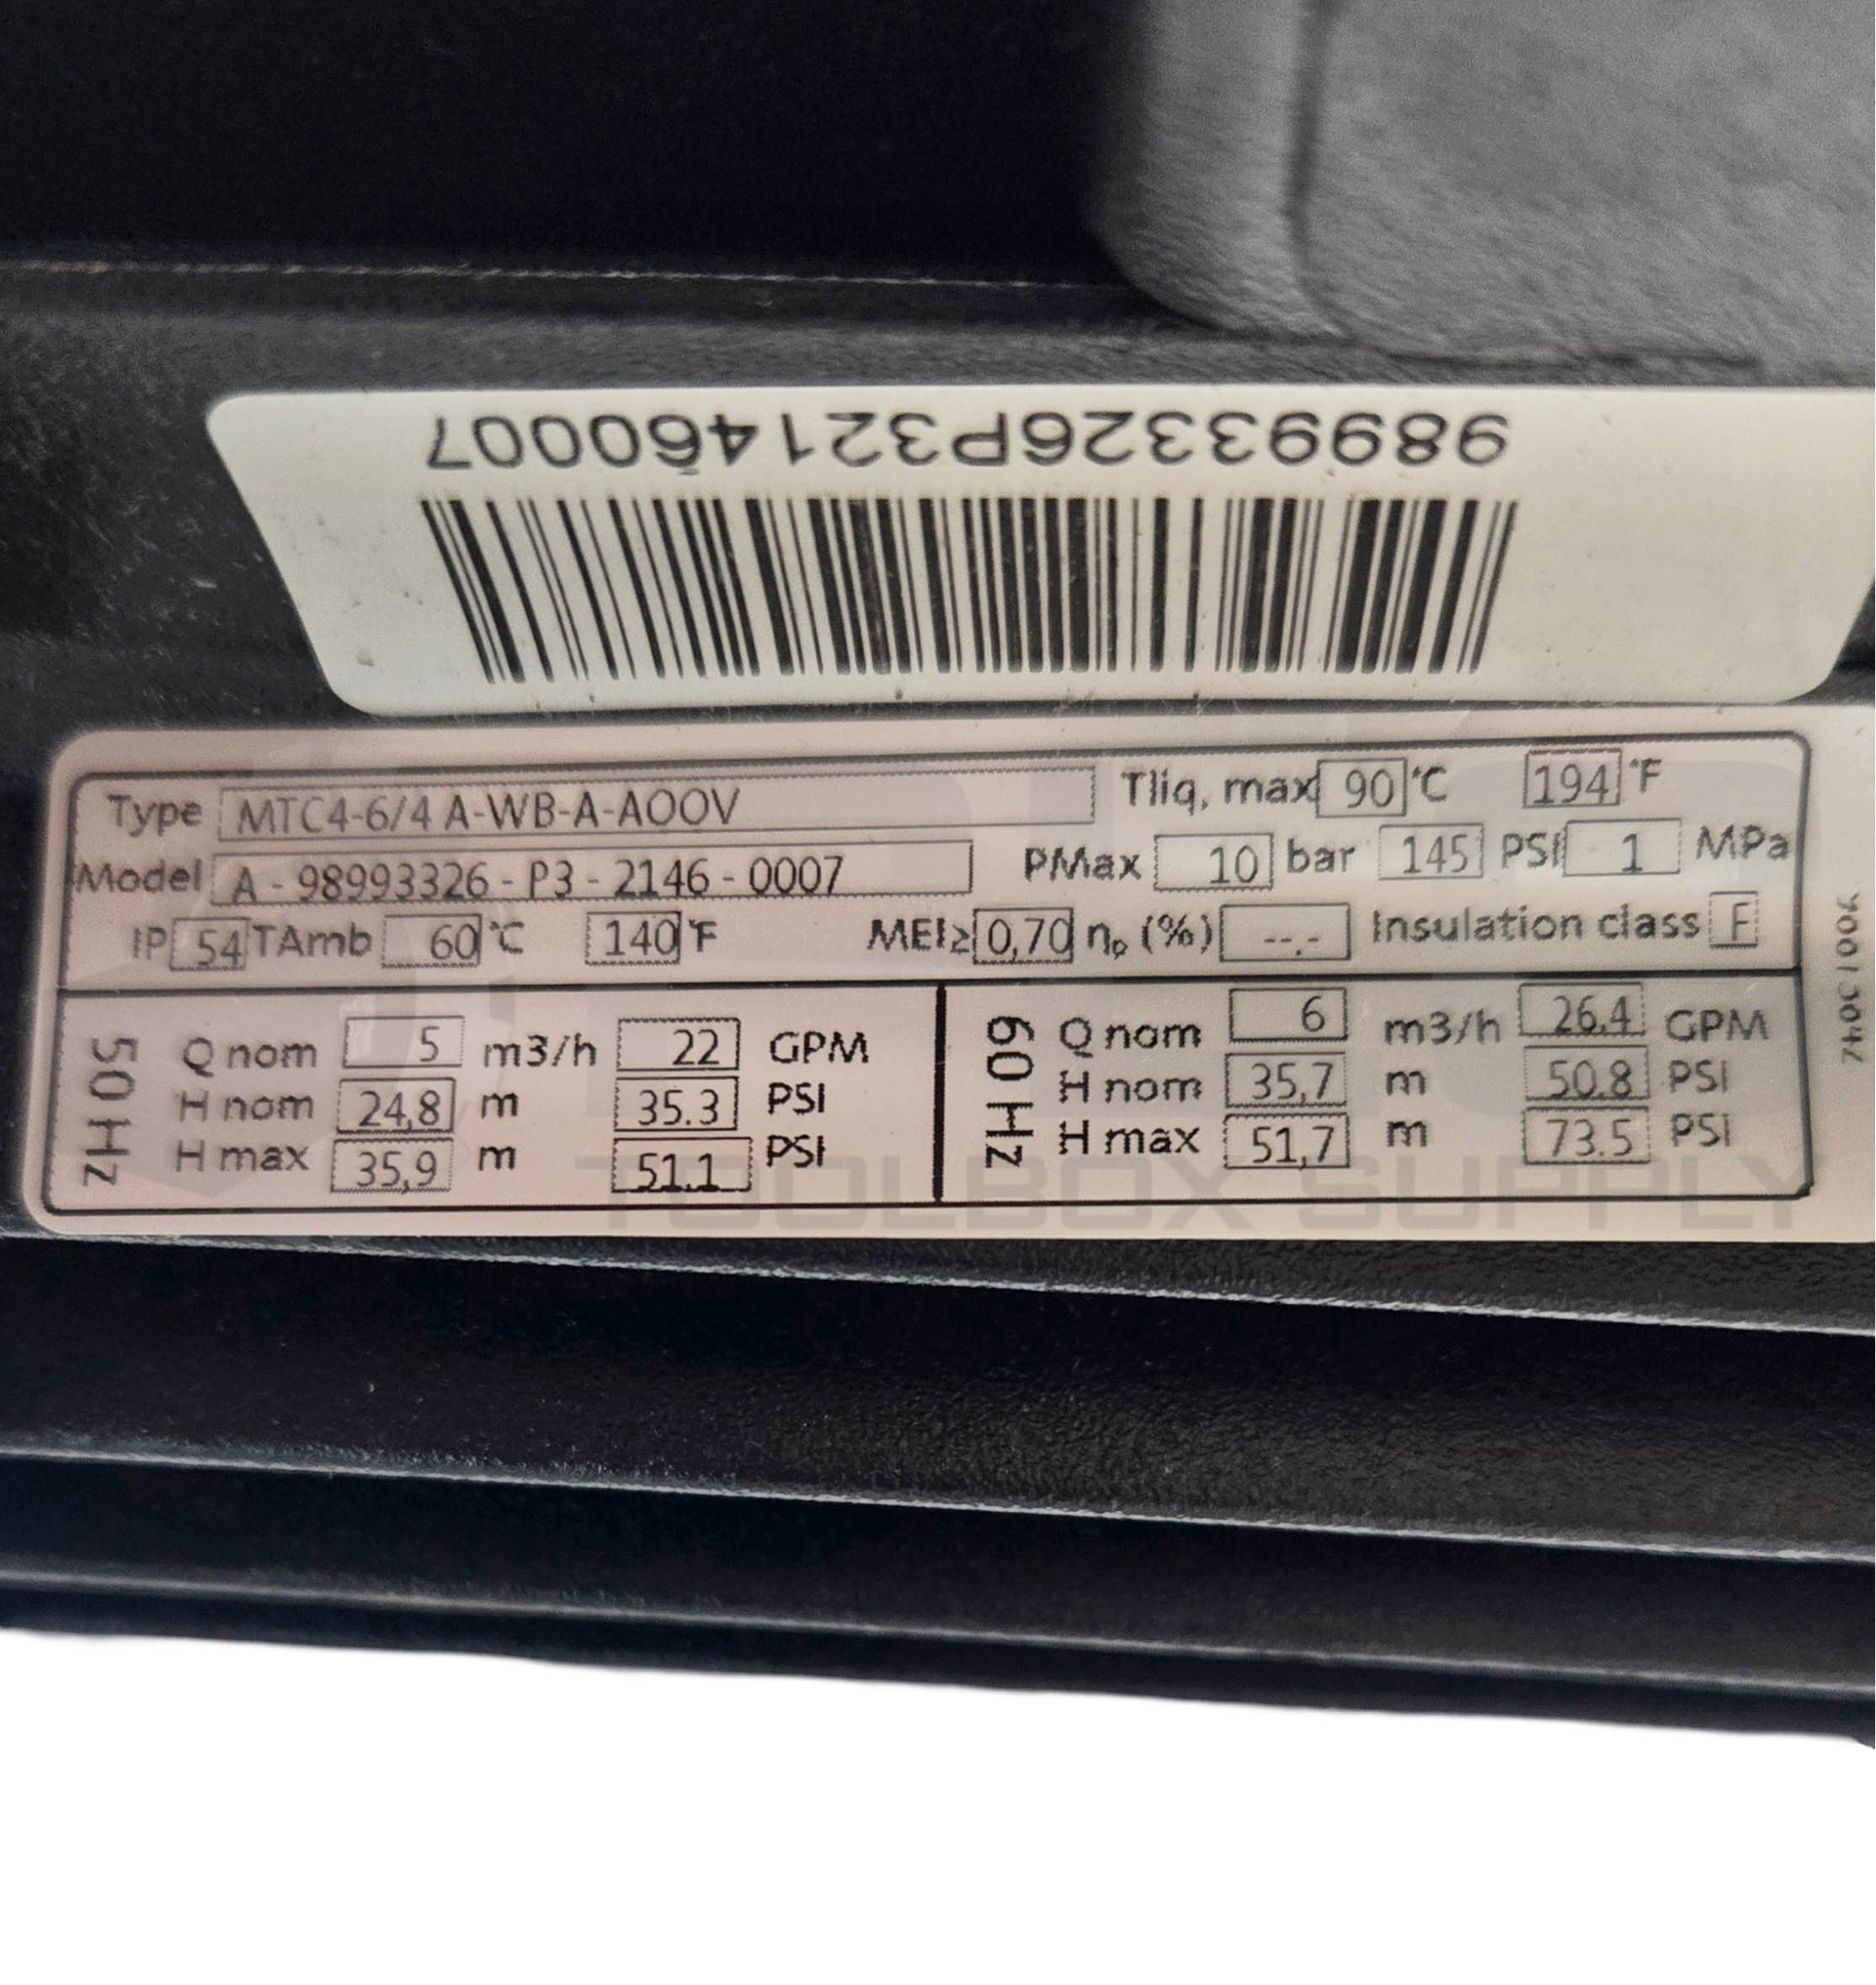 98993326P321460007
Type MTC4-6/4 A-WB-A-AOOV Tliq, max 90 °C 194 °F
Model A - 98993326 - P3 - 2146 - 0007 PMax 10 bar 145 PSI 1 MPa
IP 54 TAmb 60 °C 140 °F MEI≥ 0,70 ηp (%) --.- Insulation class F
50 Hz
Q nom 5 m3/h 22 GPM
H nom 24,8 m 35.3 PSI
H max 35,9 m 51.1 PSI
60 Hz
Q nom 6 m3/h 26.4 GPM
H nom 35,7 m 50.8 PSI
H max 51,7 m 73.5 PSI
TOOLBOX SUPPLY